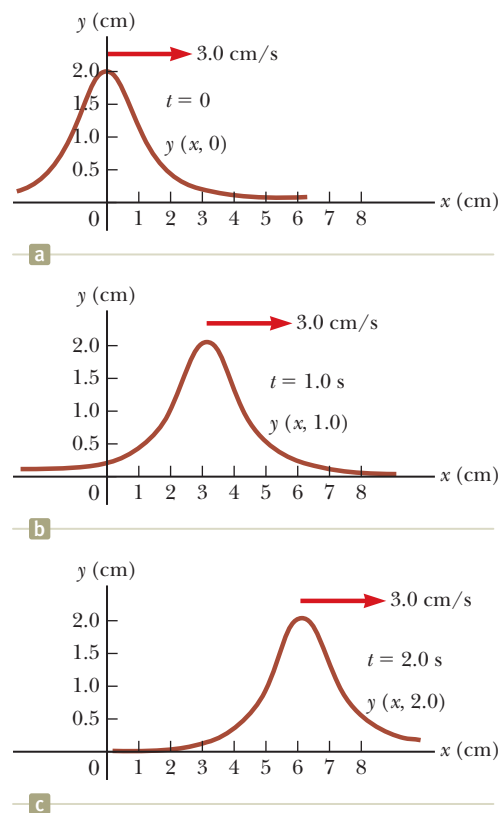 y (cm)
3.0 cm/s
2.0
1.5
t = 0
1.0
y (x, 0)
0.5
x (cm)
0 1 2 3 4 5 6 7 8
a
y (cm)
3.0 cm/s
2.0
1.5
t = 1.0 s
1.0
y (x, 1.0)
0.5
x (cm)
0 1 2 3 4 5 6 7 8
b
y (cm)
3.0 cm/s
2.0
1.5
t = 2.0 s
1.0
y (x, 2.0)
0.5
x (cm)
0 1 2 3 4 5 6 7 8
c